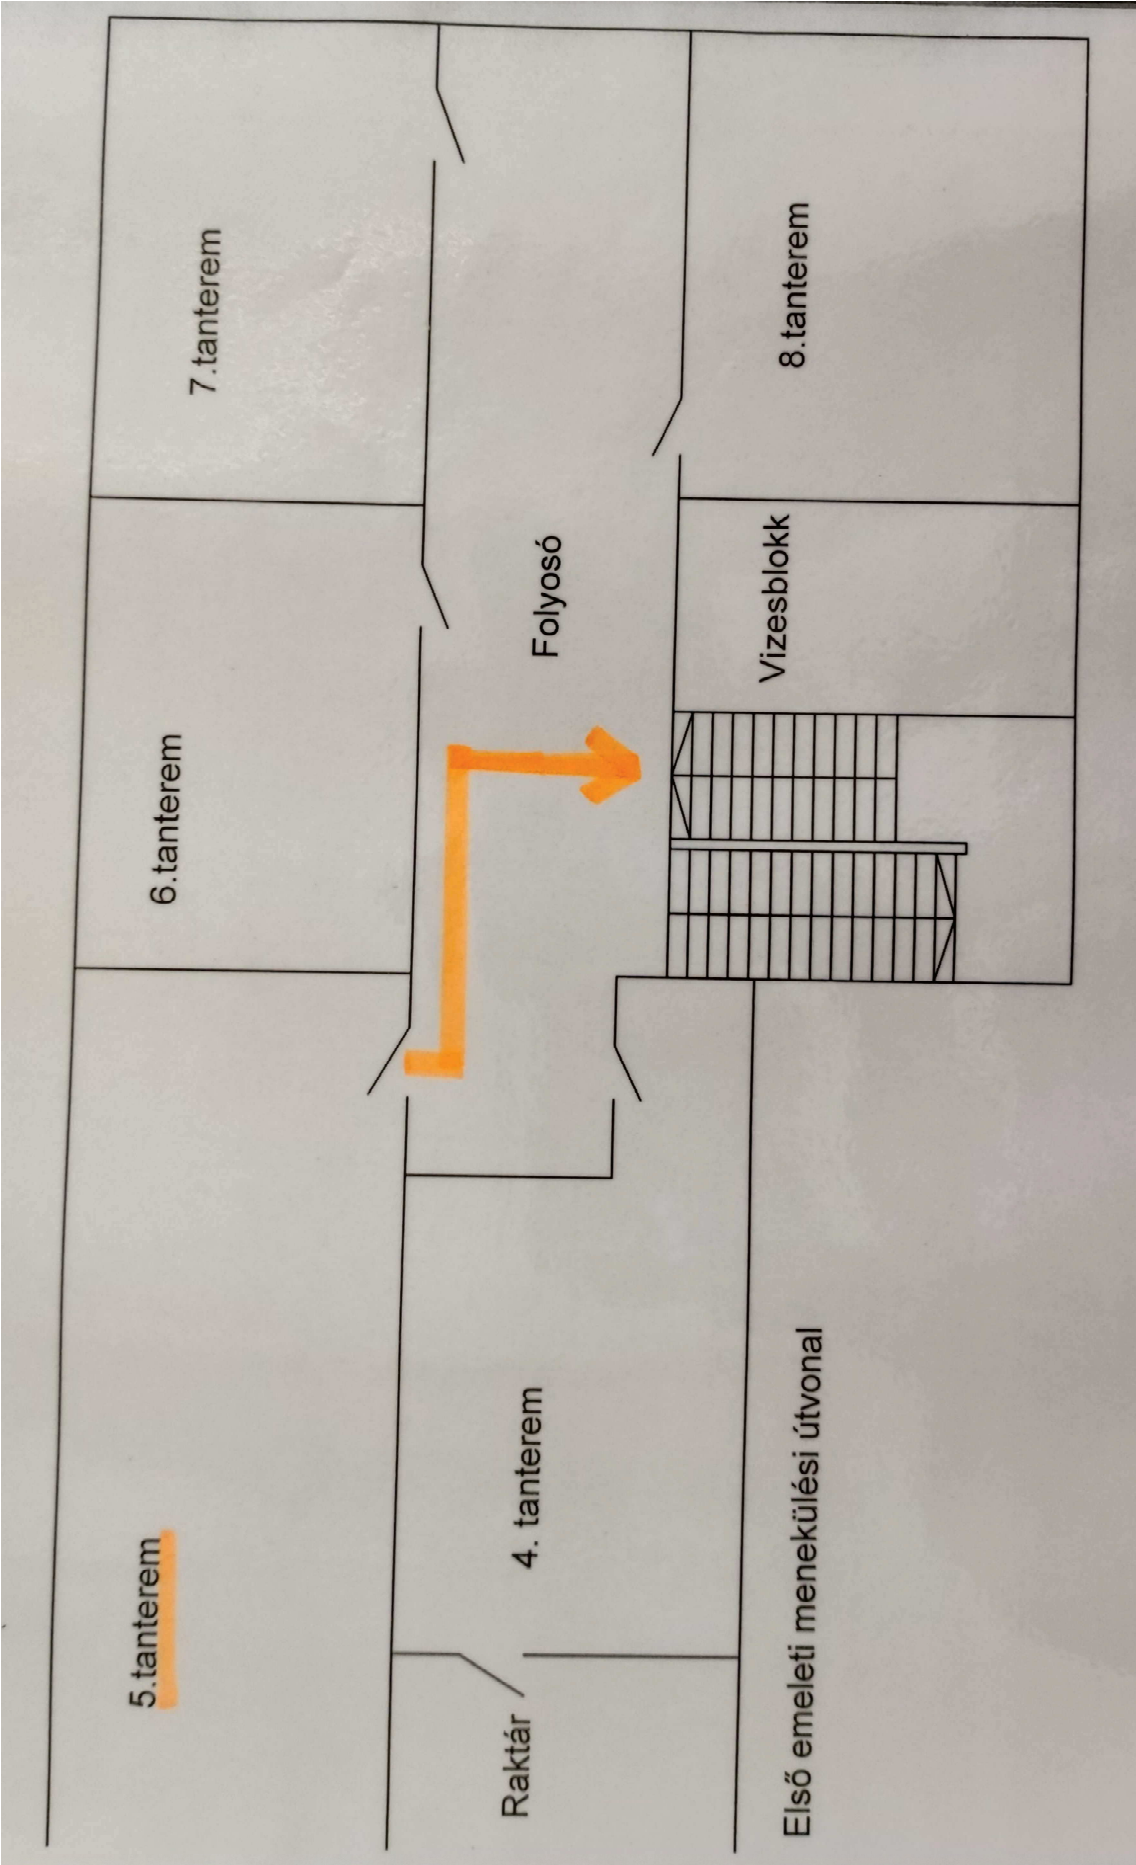 5.tanterem
6.tanterem
7.tanterem
Raktár
4. tanterem
Folyosó
Vizesblokk
8.tanterem
Első emeleti menekülési útvonal